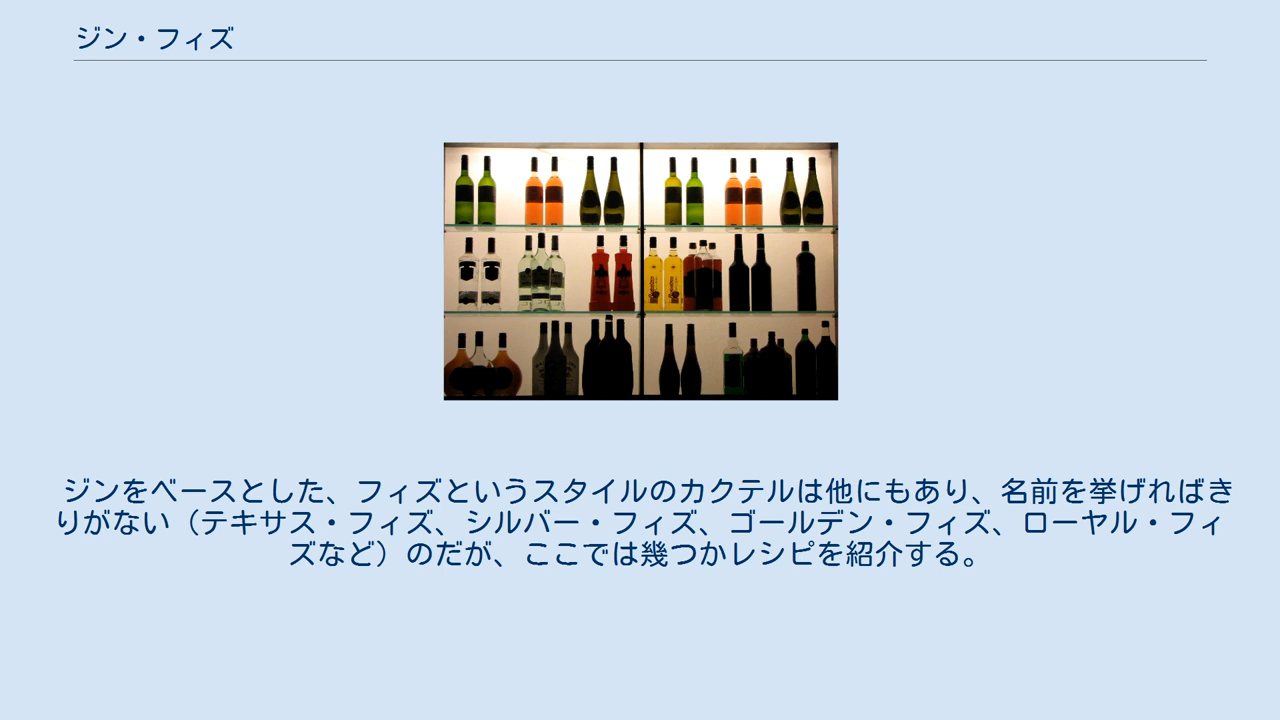 ジン・フィズ
ジンをベースとした、フィズというスタイルのカクテルは他にもあり、名前を挙げればき
りがない（テキサス・フィズ、シルバー・フィズ、ゴールデン・フィズ、ローヤル・フィ
ズなど）のだが、ここでは幾つかレシピを紹介する。